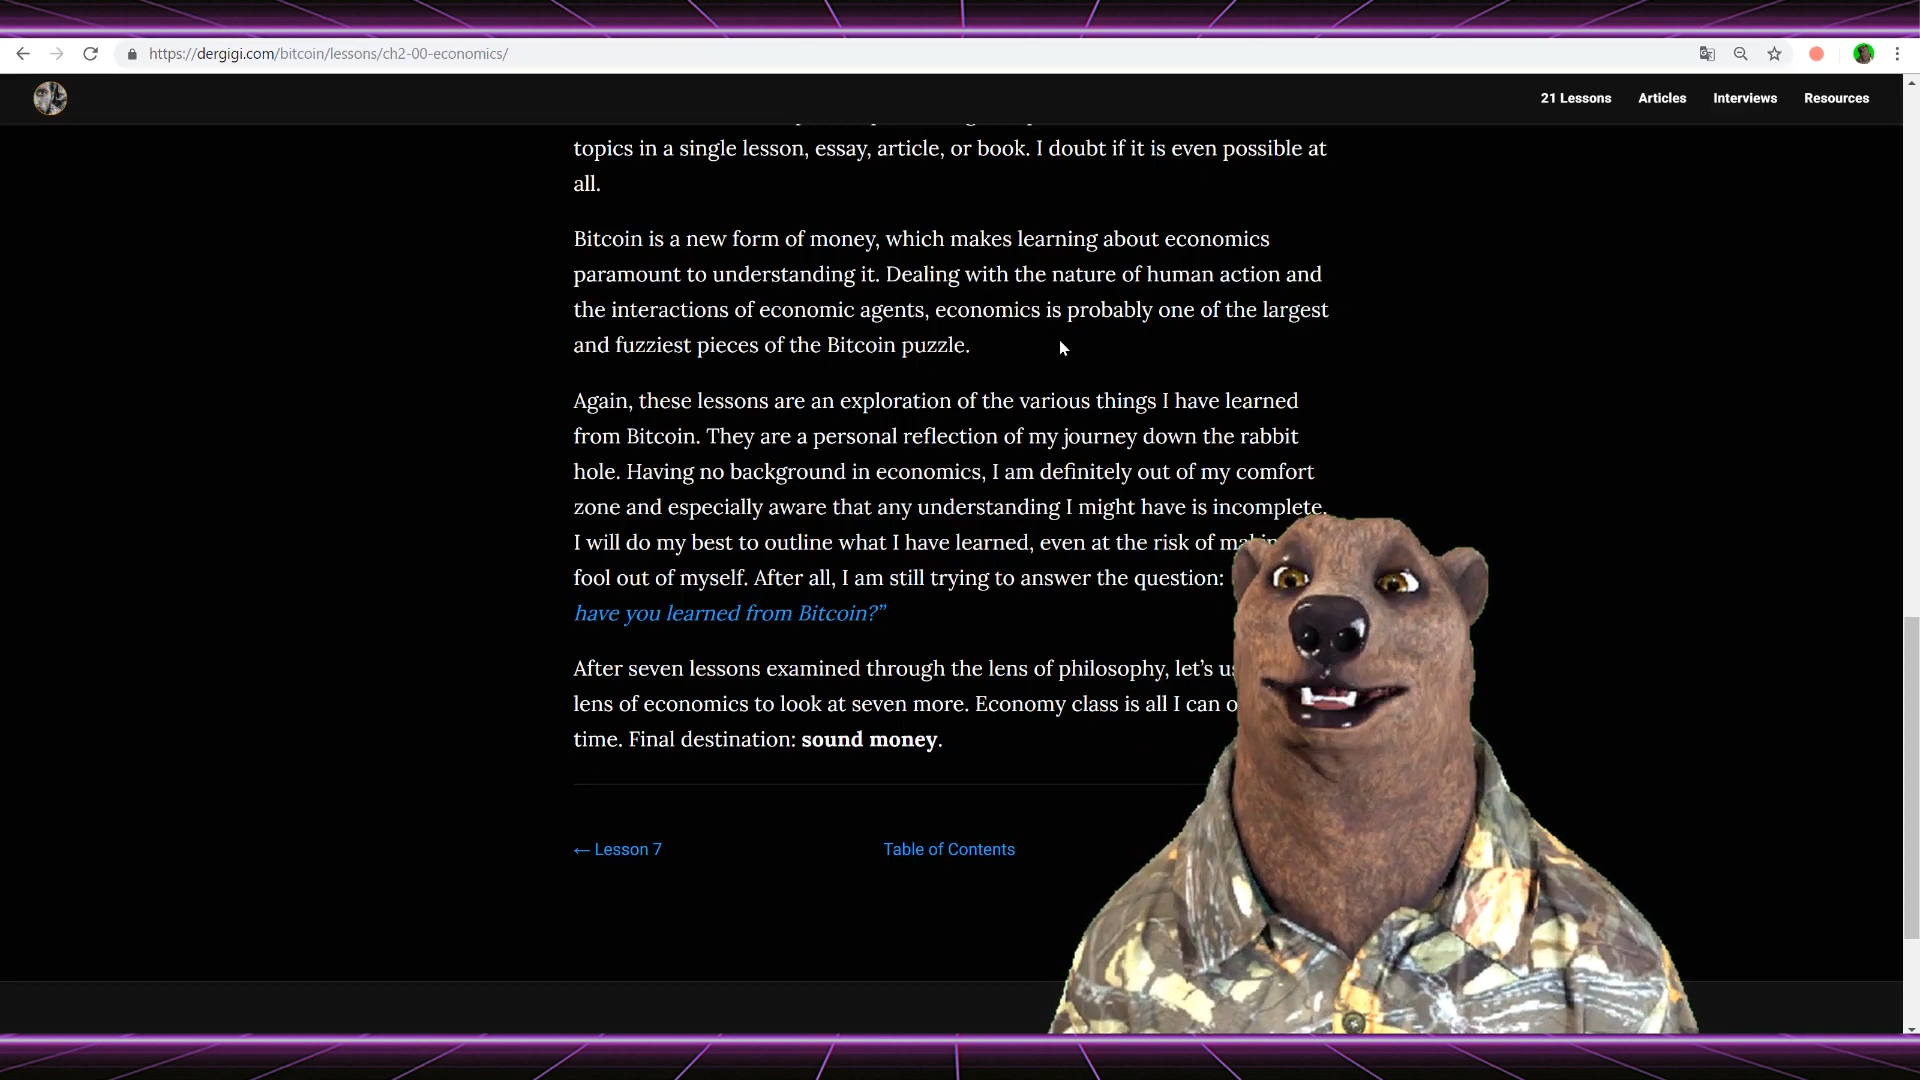 https://dergigi.com/bitcoin/lessons/ch2-00-economics/
21 Lessons Articles Interviews Resources
topics in a single lesson, essay, article, or book. I doubt if it is even possible at
all.
Bitcoin is a new form of money, which makes learning about economics
paramount to understanding it. Dealing with the nature of human action and
the interactions of economic agents, economics is probably one of the largest
and fuzziest pieces of the Bitcoin puzzle.
Again, these lessons are an exploration of the various things I have learned
from Bitcoin. They are a personal reflection of my journey down the rabbit
hole. Having no background in economics, I am definitely out of my comfort
zone and especially aware that any understanding I might have is incomplete.
I will do my best to outline what I have learned, even at the risk of
fool out of myself. After all, I am still trying to answer the question:
have you learned from Bitcoin?”
After seven lessons examined through the lens of philosophy, let’s
lens of economics to look at seven more. Economy class is all I can
time. Final destination: sound money.
← Lesson 7
Table of Contents